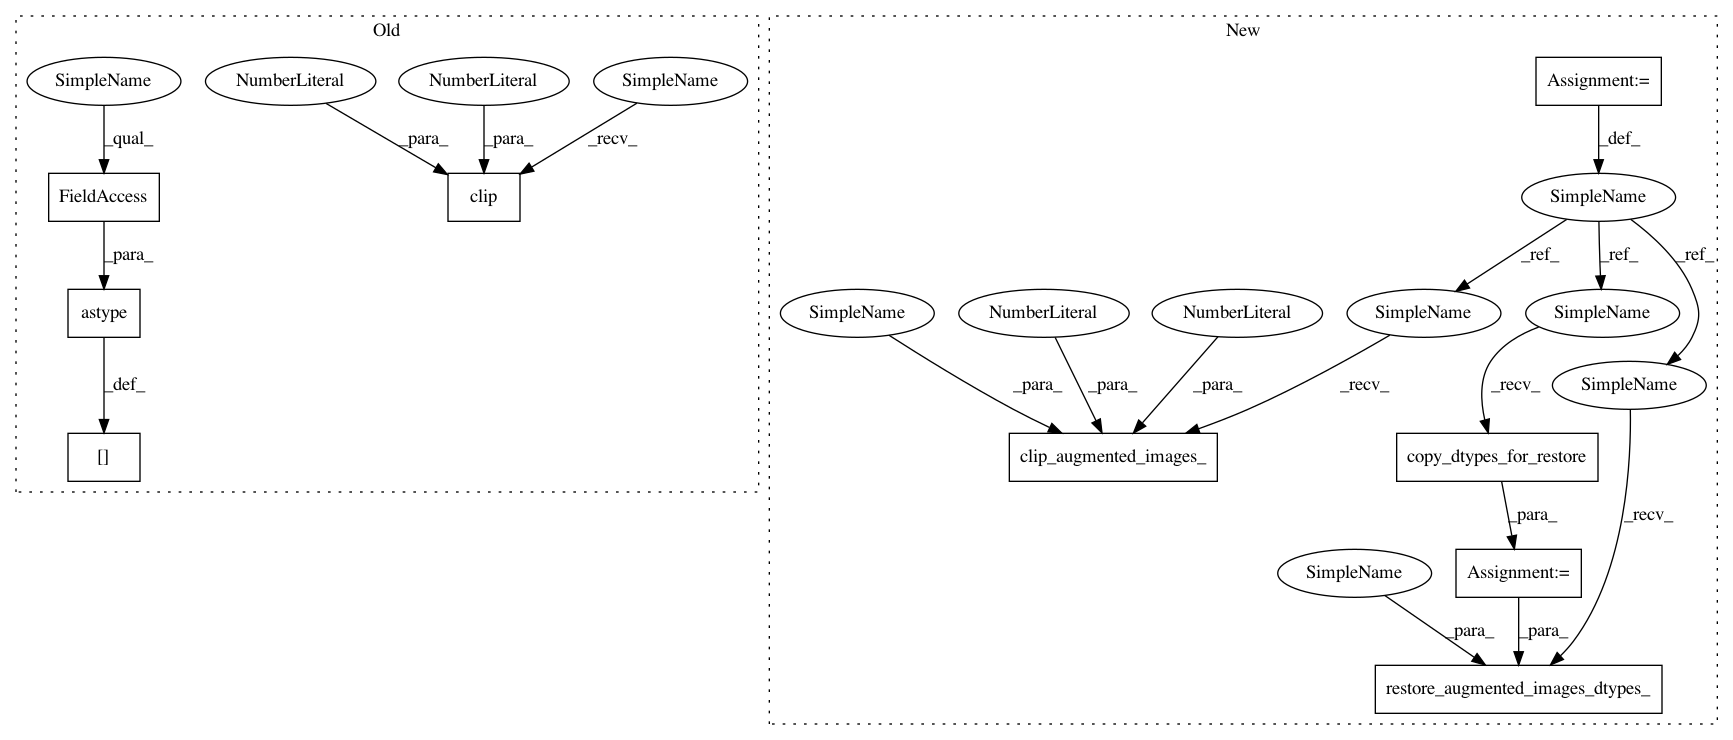 Old
New
SimpleName
NumberLiteral
NumberLiteral
SimpleName
Assignment:=
_qual_
_para_
_para_
_recv_
_def_
FieldAccess
clip
SimpleName
_para_
_ref_
_ref_
_ref_
astype
SimpleName
NumberLiteral
NumberLiteral
SimpleName
SimpleName
_def_
_para_
_para_
_para_
_recv_
_recv_
SimpleName
[]
clip_augmented_images_
copy_dtypes_for_restore
_para_
_recv_
SimpleName
Assignment:=
_para_
_para_
restore_augmented_images_dtypes_